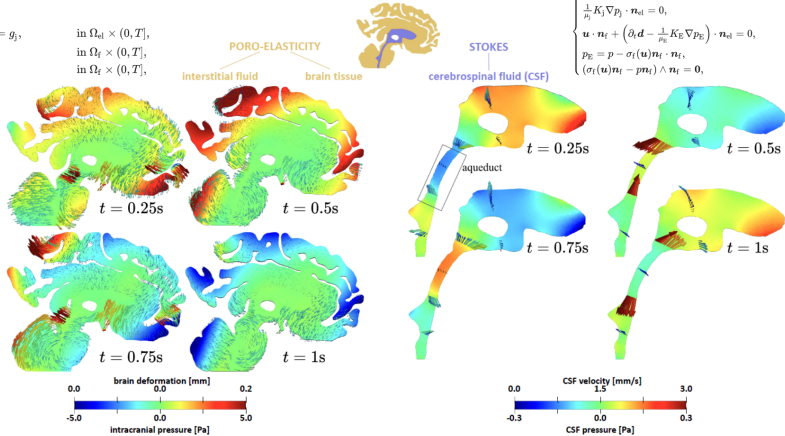 = g_j, in Ω_el × (0, T],
in Ω_f × (0, T],
in Ω_f × (0, T],
1/μ_j K_j ∇p_j · n_el = 0,
u · n_f + (∂_t d − 1/μ_E K_E ∇p_E) · n_el = 0,
p_E = p − σ_f(u)n_f · n_f,
(σ_f(u)n_f − pn_f) ∧ n_f = 0,
PORO-ELASTICITY
interstitial fluid brain tissue
STOKES
cerebrospinal fluid (CSF)
t = 0.25s
t = 0.5s
t = 0.75s
t = 1s
t = 0.25s
t = 0.5s
aqueduct
t = 0.75s
t = 1s
brain deformation [mm]
0.0 0.0 0.2
-5.0 0.0 5.0
intracranial pressure [Pa]
CSF velocity [mm/s]
0.0 1.5 3.0
-0.3 0.0 0.3
CSF pressure [Pa]